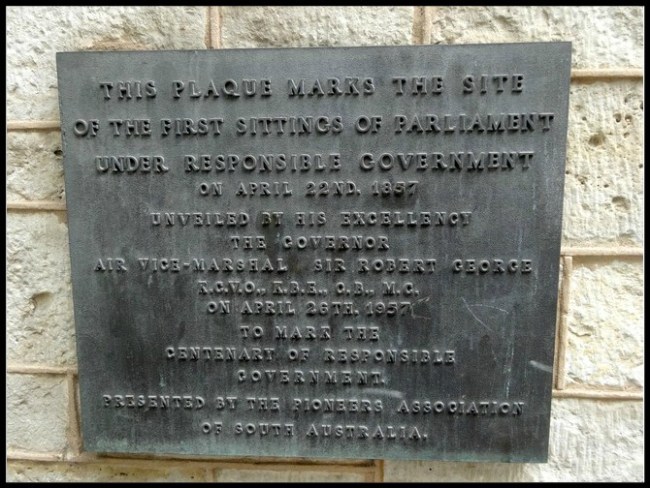 THIS PLAQUE MARKS THE SITE
OF THE FIRST SITTINGS OF PARLIAMENT
UNDER RESPONSIBLE GOVERNMENT
ON APRIL 22ND. 1857
UNVEILED BY HIS EXCELLENCY
THE GOVERNOR
AIR VICE-MARSHAL SIR ROBERT GEORGE
K.C.V.O., K.B.E., C.B., M.C.
ON APRIL 26TH. 1957
TO MARK THE
CENTENARY OF RESPONSIBLE
GOVERNMENT.
PRESENTED BY THE PIONEERS ASSOCIATION
OF SOUTH AUSTRALIA.